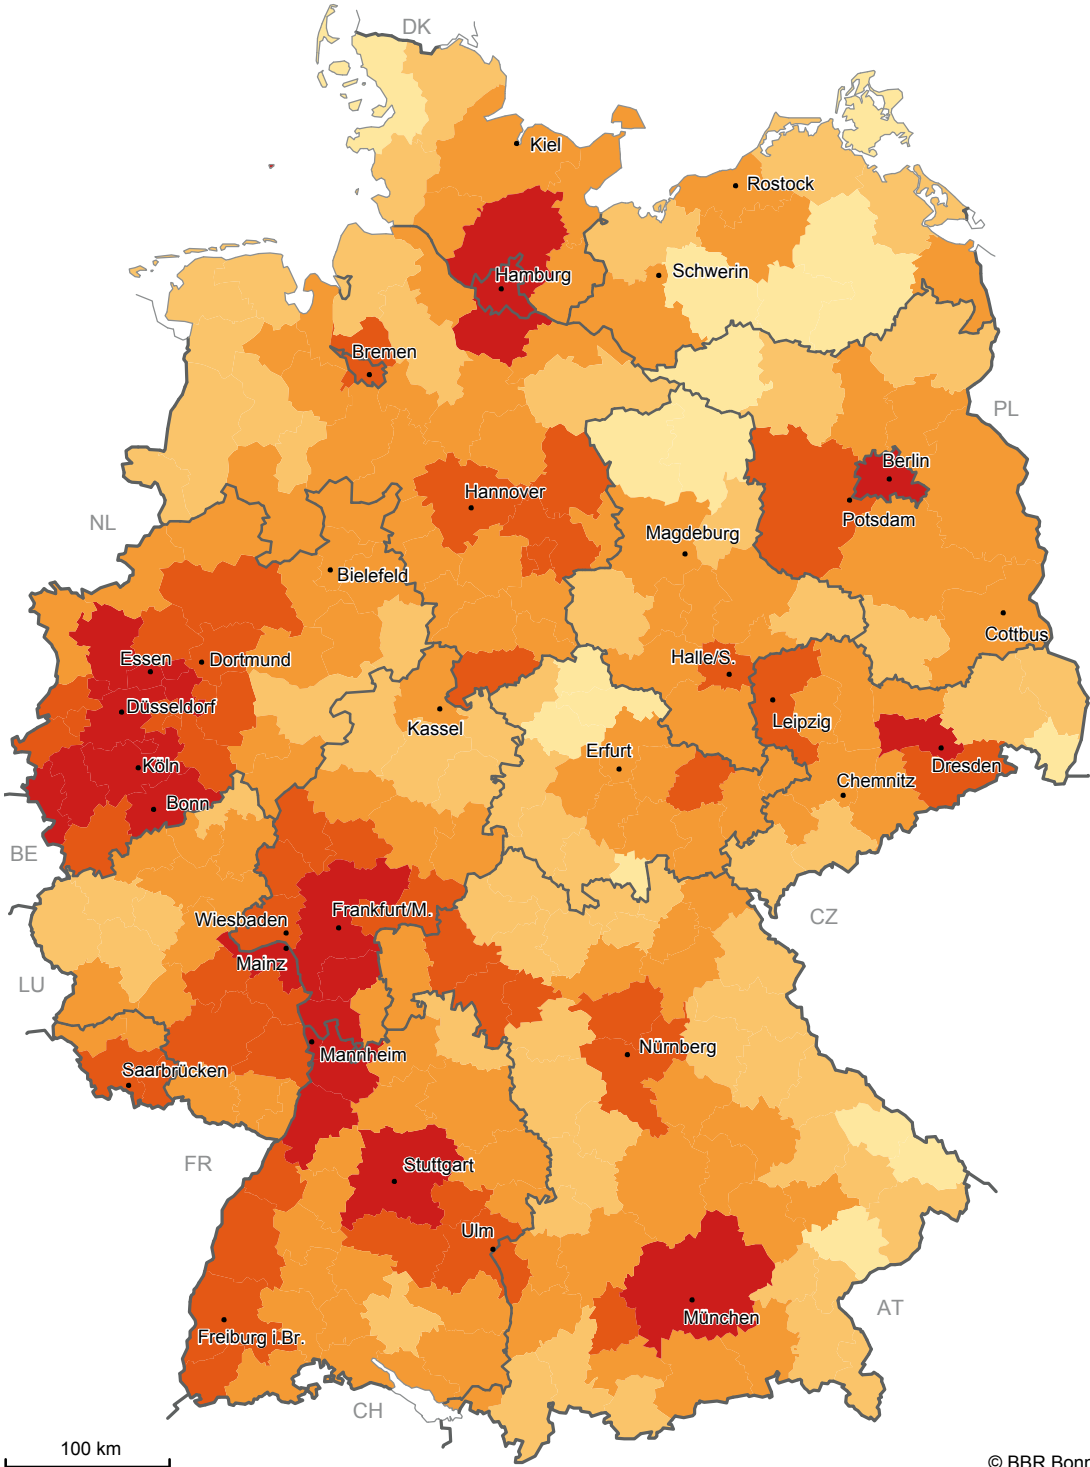 DK
Kiel
Rostock
Schwerin
Hamburg
Bremen
PL
Berlin
Hannover
Potsdam
NL
Magdeburg
Bielefeld
Cottbus
Essen
Dortmund
Halle/S.
Düsseldorf
Leipzig
Kassel
Erfurt
Köln
Dresden
Chemnitz
Bonn
BE
Wiesbaden
Frankfurt/M.
CZ
Mainz
LU
Nürnberg
Mannheim
Saarbrücken
FR
Stuttgart
Ulm
AT
München
Freiburg i.Br.
CH
100 km
© BBR Bonn